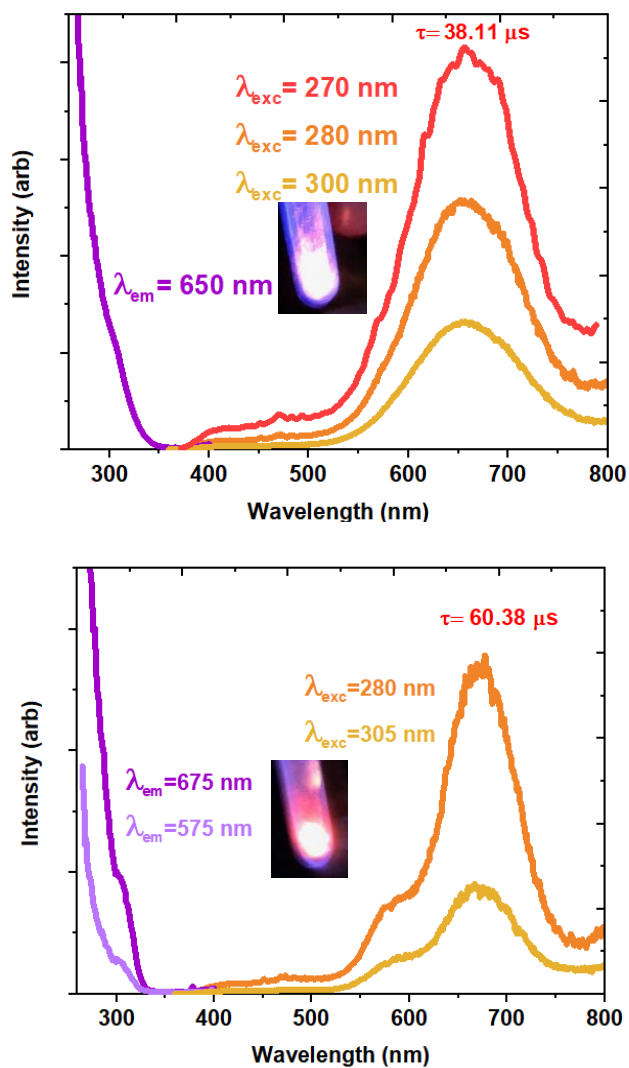 τ= 38.11 μs
λexc= 270 nm
λexc= 280 nm
λexc= 300 nm
λem= 650 nm
Intensity (arb)
300 400 500 600 700 800
Wavelength (nm)
τ= 60.38 μs
λexc=280 nm
λexc=305 nm
λem=675 nm
λem=575 nm
Intensity (arb)
300 400 500 600 700 800
Wavelength (nm)